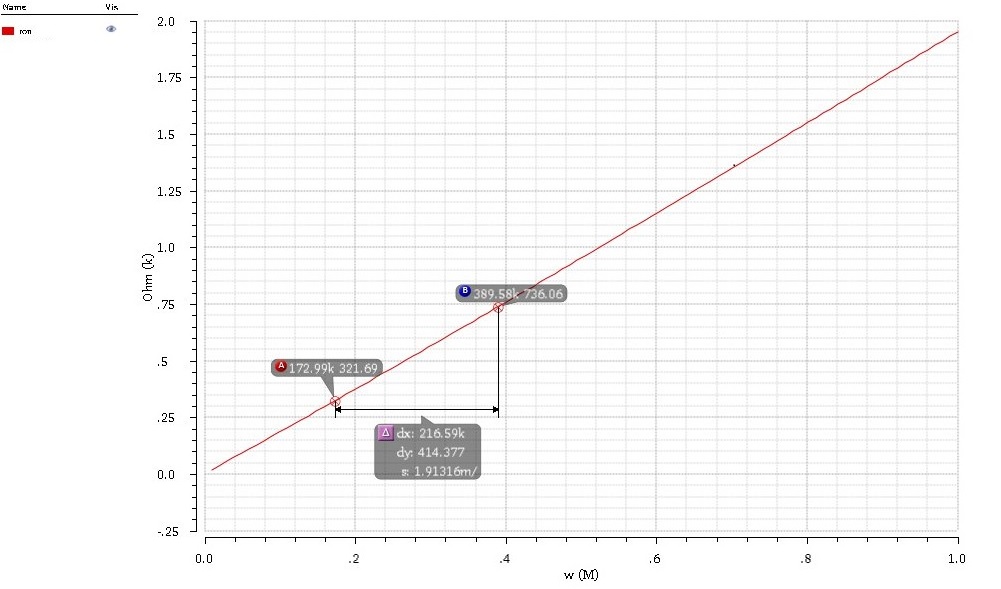 Name Vis
ron
2.0
1.75
1.5
1.25
1.0
.75
.5
.25
0.0
-.25
Ohm (k)
B 389.58k 736.06
A 172.99k 321.69
Δ dx: 216.59k
dy: 414.377
s: 1.91316m/
0.0 .2 .4 .6 .8 1.0
w (M)